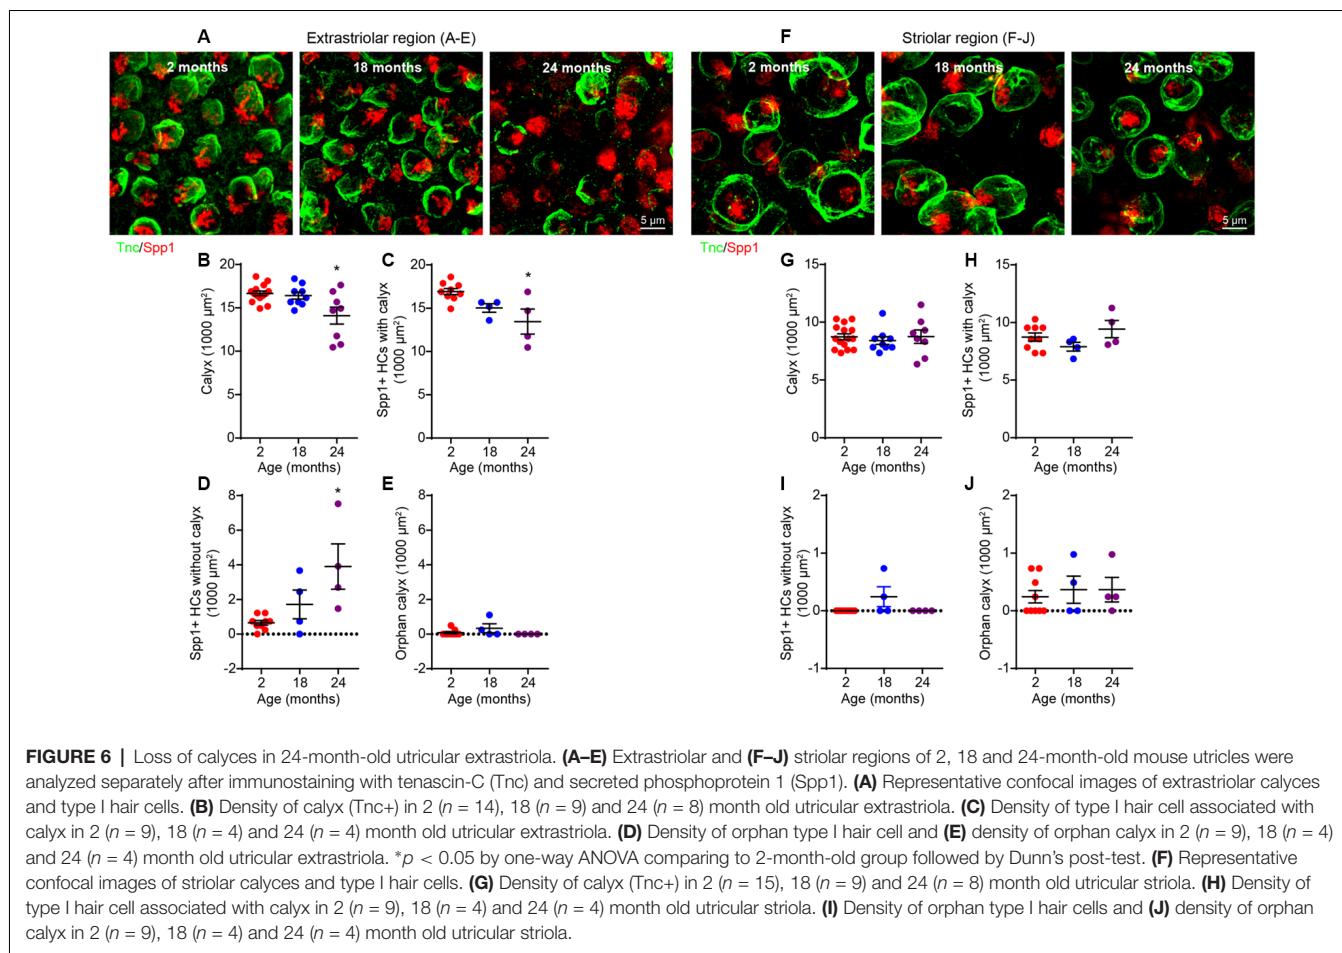 A Extrastriolar region (A-E)
2 months 18 months 24 months
5 µm
Tnc/Spp1
F Striolar region (F-J)
2 months 18 months 24 months
5 µm
Tnc/Spp1
B
Calyx (1000 µm²)
20
15
10
5
0
*
2 18 24
Age (months)
C
Spp1+ HCs with calyx
(1000 µm²)
20
15
10
5
0
*
2 18 24
Age (months)
G
Calyx (1000 µm²)
15
10
5
0
2 18 24
Age (months)
H
Spp1+ HCs with calyx
(1000 µm²)
15
10
5
0
2 18 24
Age (months)
D
Spp1+ HCs without calyx
(1000 µm²)
8
6
4
2
0
-2
*
2 18 24
Age (months)
E
Orphan calyx (1000 µm²)
8
6
4
2
0
-2
2 18 24
Age (months)
I
Spp1+ HCs without calyx
(1000 µm²)
2
1
0
-1
2 18 24
Age (months)
J
Orphan calyx (1000 µm²)
2
1
0
-1
2 18 24
Age (months)
FIGURE 6 | Loss of calyces in 24-month-old utricular extrastriola. (A–E) Extrastriolar and (F–J) striolar regions of 2, 18 and 24-month-old mouse utricles were
analyzed separately after immunostaining with tenascin-C (Tnc) and secreted phosphoprotein 1 (Spp1). (A) Representative confocal images of extrastriolar calyces
and type I hair cells. (B) Density of calyx (Tnc+) in 2 (n = 14), 18 (n = 9) and 24 (n = 8) month old utricular extrastriola. (C) Density of type I hair cell associated with
calyx in 2 (n = 9), 18 (n = 4) and 24 (n = 4) month old utricular extrastriola. (D) Density of orphan type I hair cell and (E) density of orphan calyx in 2 (n = 9), 18 (n = 4)
and 24 (n = 4) month old utricular extrastriola. *p < 0.05 by one-way ANOVA comparing to 2-month-old group followed by Dunn’s post-test. (F) Representative
confocal images of striolar calyces and type I hair cells. (G) Density of calyx (Tnc+) in 2 (n = 15), 18 (n = 9) and 24 (n = 8) month old utricular striola. (H) Density of
type I hair cell associated with calyx in 2 (n = 9), 18 (n = 4) and 24 (n = 4) month old utricular striola. (I) Density of orphan type I hair cells and (J) density of orphan
calyx in 2 (n = 9), 18 (n = 4) and 24 (n = 4) month old utricular striola.